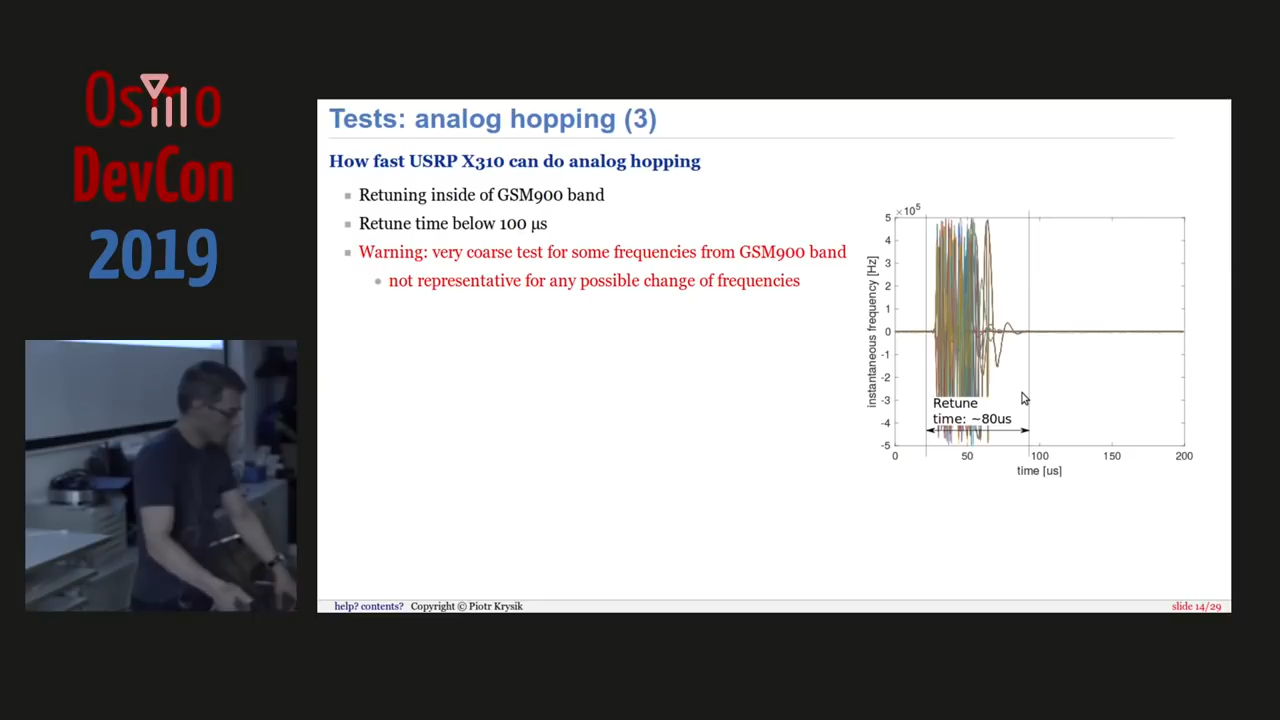 Osmo
DevCon
2019
Tests: analog hopping (3)
How fast USRP X310 can do analog hopping
Retuning inside of GSM900 band
Retune time below 100 µs
Warning: very coarse test for some frequencies from GSM900 band
not representative for any possible change of frequencies
×10^5
5
4
3
2
1
0
-1
-2
-3
-4
-5
instantaneous frequency [Hz]
Retune
time: ~80us
0 50 100 150 200
time [us]
help? contents? Copyright © Piotr Krysik
slide 14/29